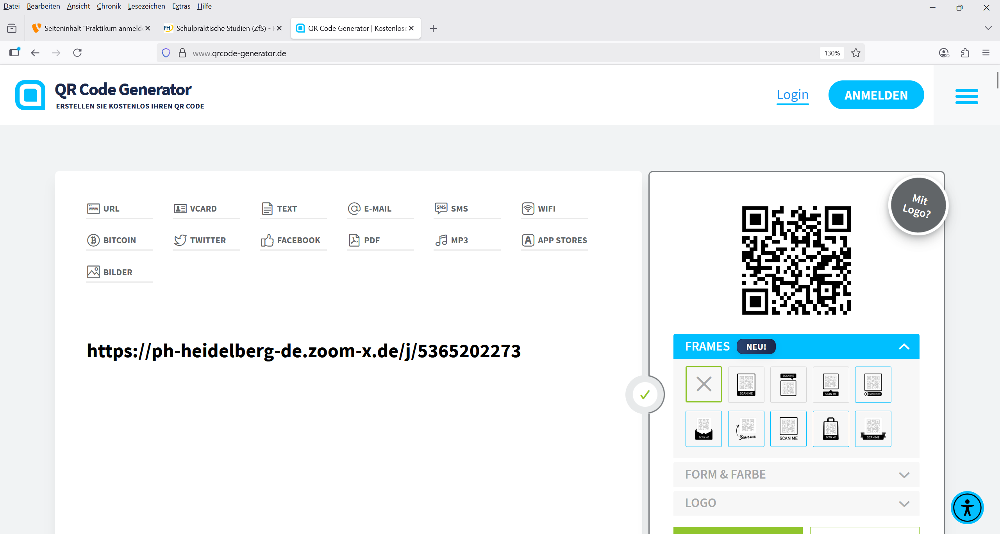 Datei Bearbeiten Ansicht Chronik Lesezeichen Extras Hilfe
Seiteninhalt "Praktikum anmeld
Schulpraktische Studien (ZfS) -
QR Code Generator | Kostenlose
www.qrcode-generator.de
130%
QR Code Generator
ERSTELLEN SIE KOSTENLOS IHREN QR CODE
Login
ANMELDEN
URL VCARD TEXT E-MAIL SMS WIFI
BITCOIN TWITTER FACEBOOK PDF MP3 APP STORES
BILDER
https://ph-heidelberg-de.zoom-x.de/j/5365202273
Mit
Logo?
FRAMES NEU!
SCAN ME
SCAN ME
SCAN ME
WATCH NOW
SCAN ME
Scan me
SCAN ME
SCAN ME
SCAN ME
FORM & FARBE
LOGO